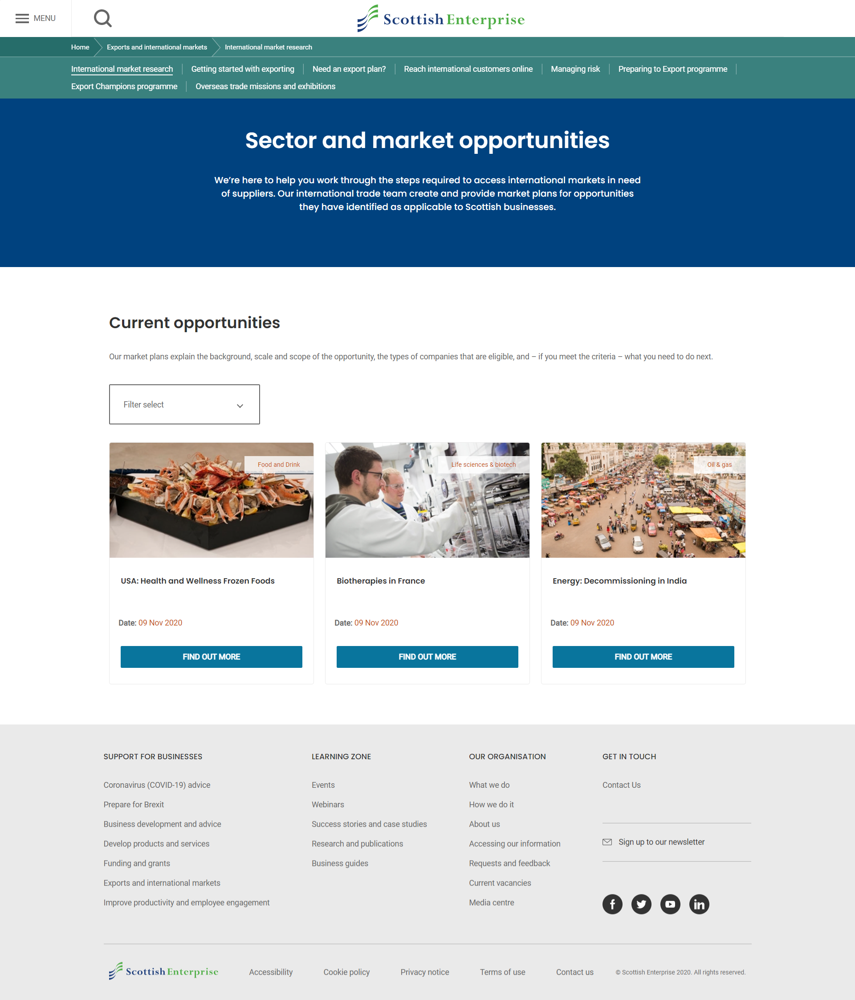 MENU
Scottish Enterprise
Home
Exports and international markets
International market research
International market research
Getting started with exporting
Need an export plan?
Reach international customers online
Managing risk
Preparing to Export programme
Export Champions programme
Overseas trade missions and exhibitions
Sector and market opportunities
We're here to help you work through the steps required to access international markets in need
of suppliers. Our international trade team create and provide market plans for opportunities
they have identified as applicable to Scottish businesses.
Current opportunities
Our market plans explain the background, scale and scope of the opportunity, the types of companies that are eligible, and – if you meet the criteria – what you need to do next.
Filter select
Food and Drink
USA: Health and Wellness Frozen Foods
Date: 09 Nov 2020
FIND OUT MORE
Life sciences & biotech
Biotherapies in France
Date: 09 Nov 2020
FIND OUT MORE
Oil & gas
Energy: Decommissioning in India
Date: 09 Nov 2020
FIND OUT MORE
SUPPORT FOR BUSINESSES
Coronavirus (COVID-19) advice
Prepare for Brexit
Business development and advice
Develop products and services
Funding and grants
Exports and international markets
Improve productivity and employee engagement
LEARNING ZONE
Events
Webinars
Success stories and case studies
Research and publications
Business guides
OUR ORGANISATION
What we do
How we do it
About us
Accessing our information
Requests and feedback
Current vacancies
Media centre
GET IN TOUCH
Contact Us
Sign up to our newsletter
Scottish Enterprise
Accessibility
Cookie policy
Privacy notice
Terms of use
Contact us
© Scottish Enterprise 2020. All rights reserved.